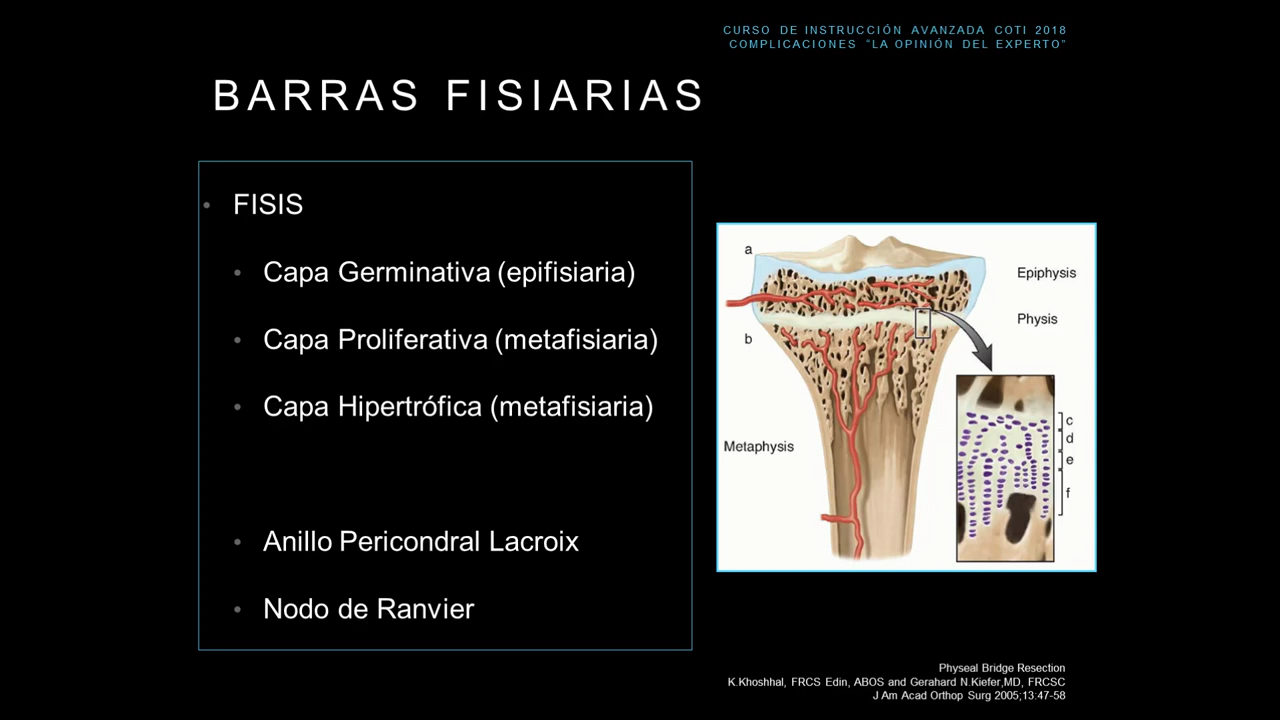 CURSO DE INSTRUCCIÓN AVANZADA COTI 2018
COMPLICACIONES “LA OPINIÓN DEL EXPERTO”
BARRAS FISIARIAS
• FISIS
• Capa Germinativa (epifisiaria)
• Capa Proliferativa (metafisiaria)
• Capa Hipertrófica (metafisiaria)
• Anillo Pericondral Lacroix
• Nodo de Ranvier
a
Epiphysis
Physis
b
Metaphysis
c
d
e
f
Physeal Bridge Resection
K.Khoshhal, FRCS Edin, ABOS and Gerahard N.Kiefer,MD, FRCSC
J Am Acad Orthop Surg 2005;13:47-58